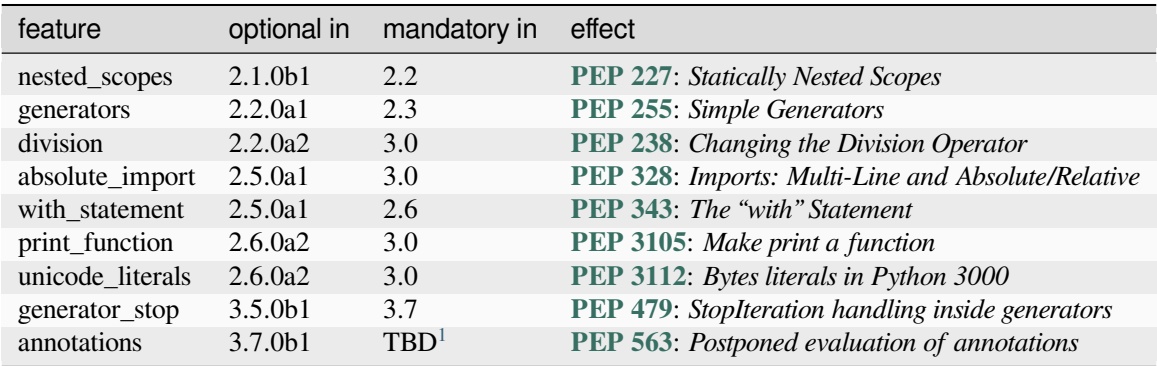 feature optional in mandatory in effect
nested_scopes 2.1.0b1 2.2 PEP 227: Statically Nested Scopes
generators 2.2.0a1 2.3 PEP 255: Simple Generators
division 2.2.0a2 3.0 PEP 238: Changing the Division Operator
absolute_import 2.5.0a1 3.0 PEP 328: Imports: Multi-Line and Absolute/Relative
with_statement 2.5.0a1 2.6 PEP 343: The “with” Statement
print_function 2.6.0a2 3.0 PEP 3105: Make print a function
unicode_literals 2.6.0a2 3.0 PEP 3112: Bytes literals in Python 3000
generator_stop 3.5.0b1 3.7 PEP 479: StopIteration handling inside generators
annotations 3.7.0b1 TBD1 PEP 563: Postponed evaluation of annotations